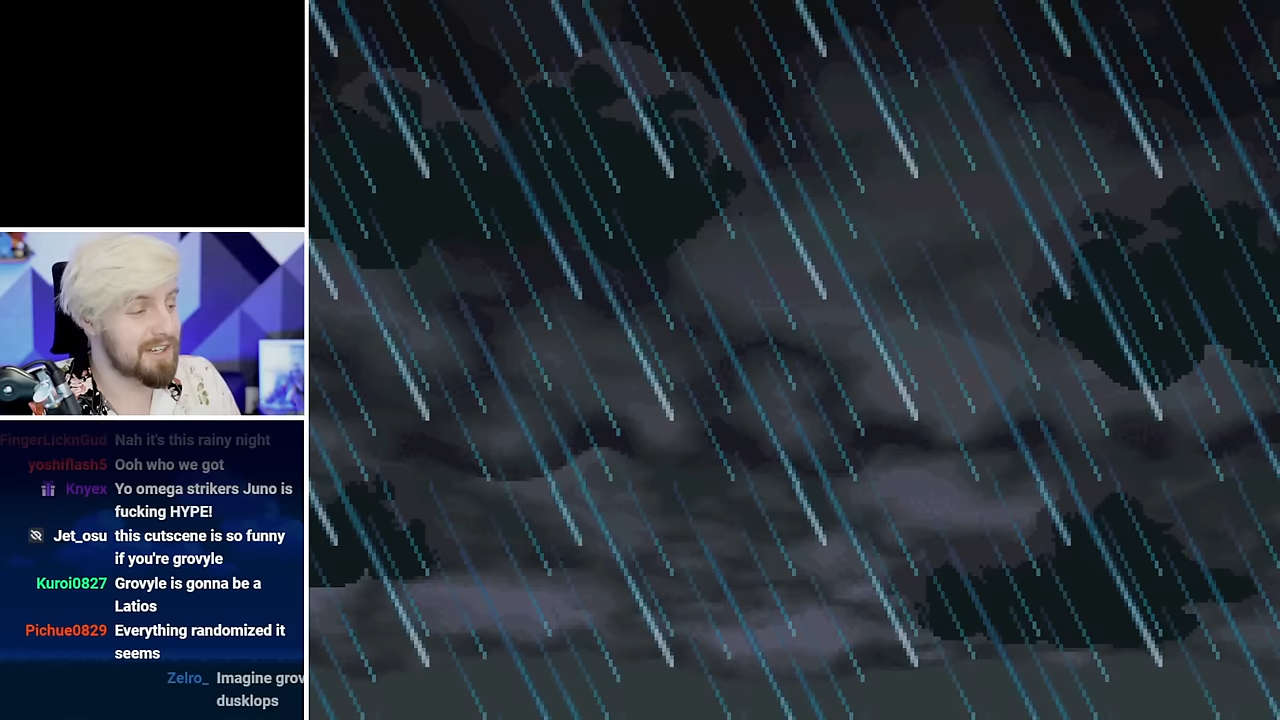 FingerLicknGud Nah it's this rainy night
yoshiflash5 Ooh who we got
Knyex Yo omega strikers Juno is
fucking HYPE!
Jet_osu this cutscene is so funny
if you're grovyle
Kuroi0827 Grovyle is gonna be a
Latios
Pichue0829 Everything randomized it
seems
Zelro_ Imagine grov
dusklops